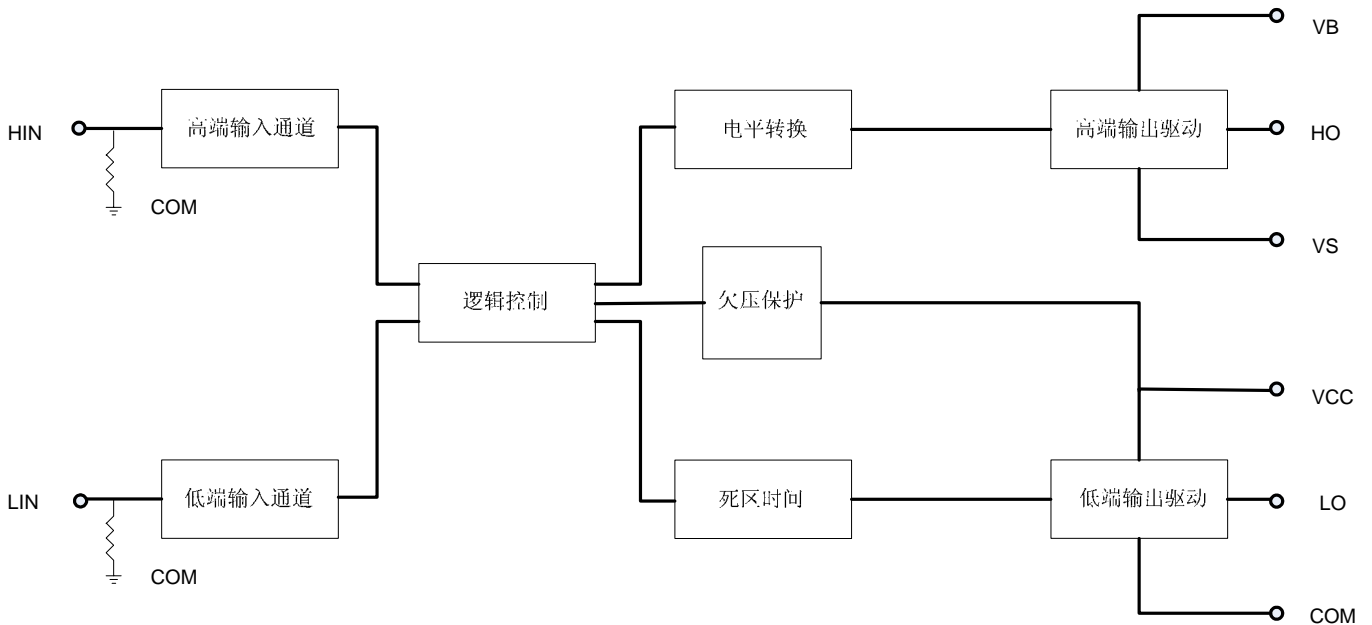 VB
HIN
高端输入通道
电平转换
高端输出驱动
HO
COM
VS
逻辑控制
欠压保护
VCC
LIN
低端输入通道
死区时间
低端输出驱动
LO
COM
COM